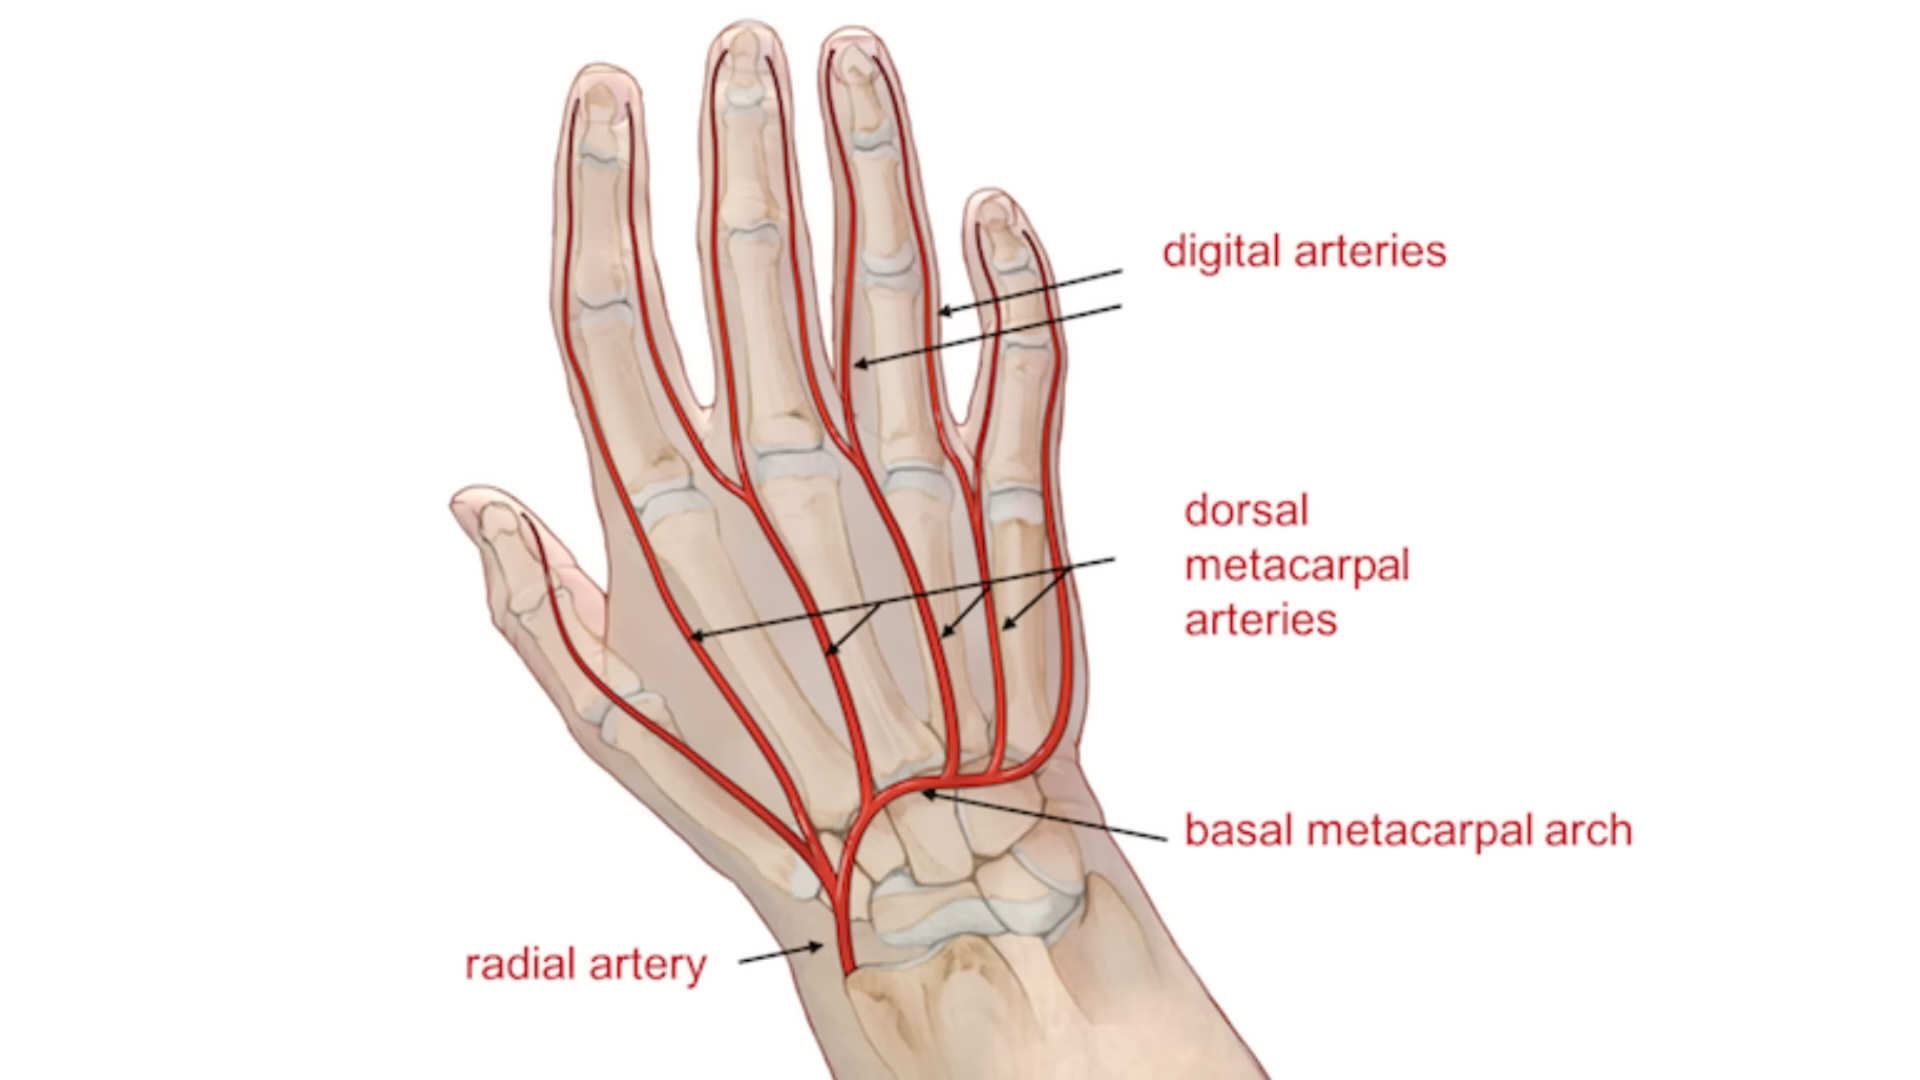 digital arteries
dorsal
metacarpal
arteries
basal metacarpal arch
radial artery